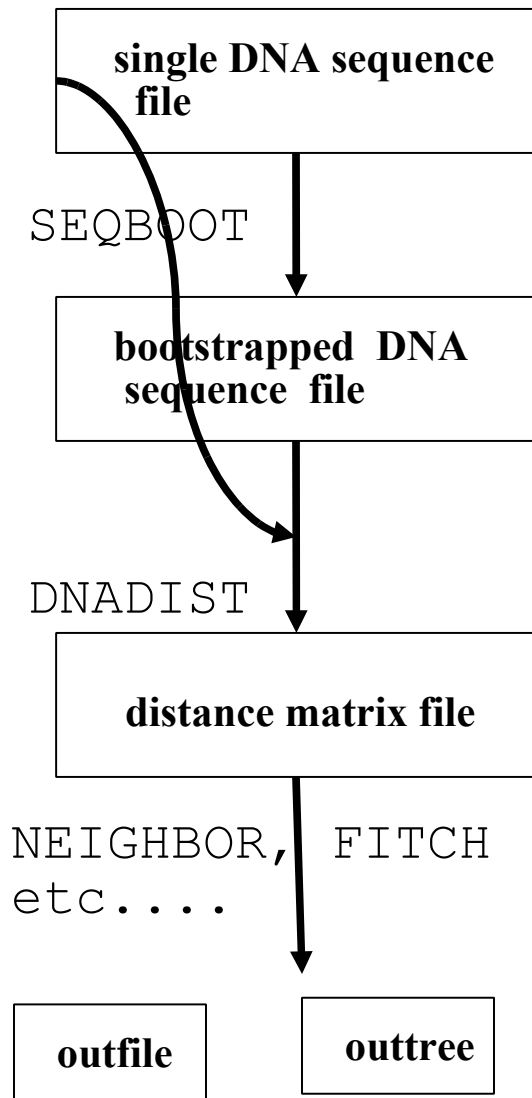 single DNA sequence
file
SEQBOOT
bootstrapped DNA
sequence file
DNADIST
distance matrix file
NEIGHBOR, FITCH
etc....
outfile
outtree